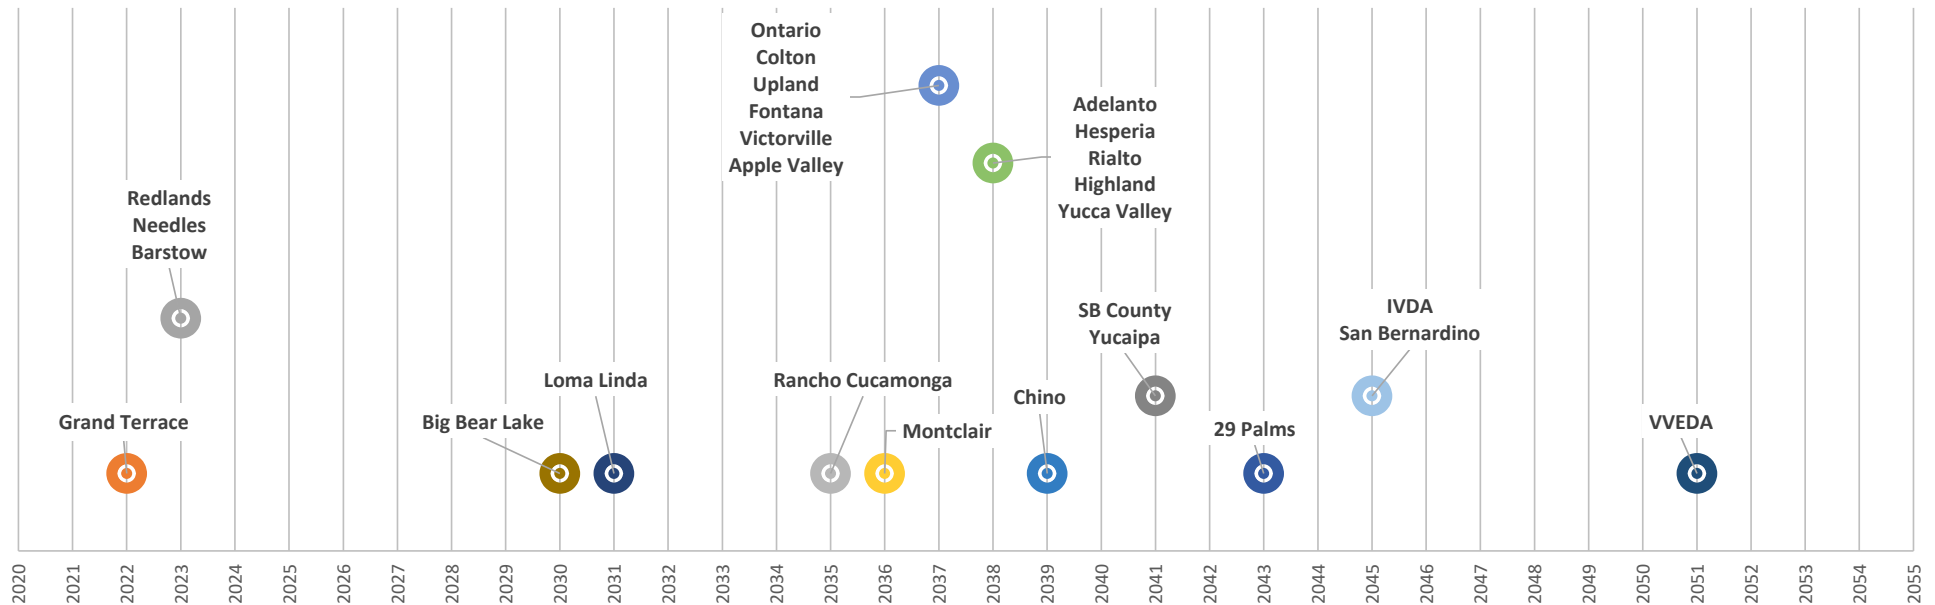 Ontario
Colton
Upland
Fontana
Victorville
Apple Valley
Adelanto
Hesperia
Rialto
Highland
Yucca Valley
Redlands
Needles
Barstow
SB County
Yucaipa
IVDA
San Bernardino
Loma Linda
Rancho Cucamonga
Chino
Grand Terrace
Big Bear Lake
Montclair
29 Palms
VVEDA
2020
2021
2022
2023
2024
2025
2026
2027
2028
2029
2030
2031
2032
2033
2034
2035
2036
2037
2038
2039
2040
2041
2042
2043
2044
2045
2046
2047
2048
2049
2050
2051
2052
2053
2054
2055